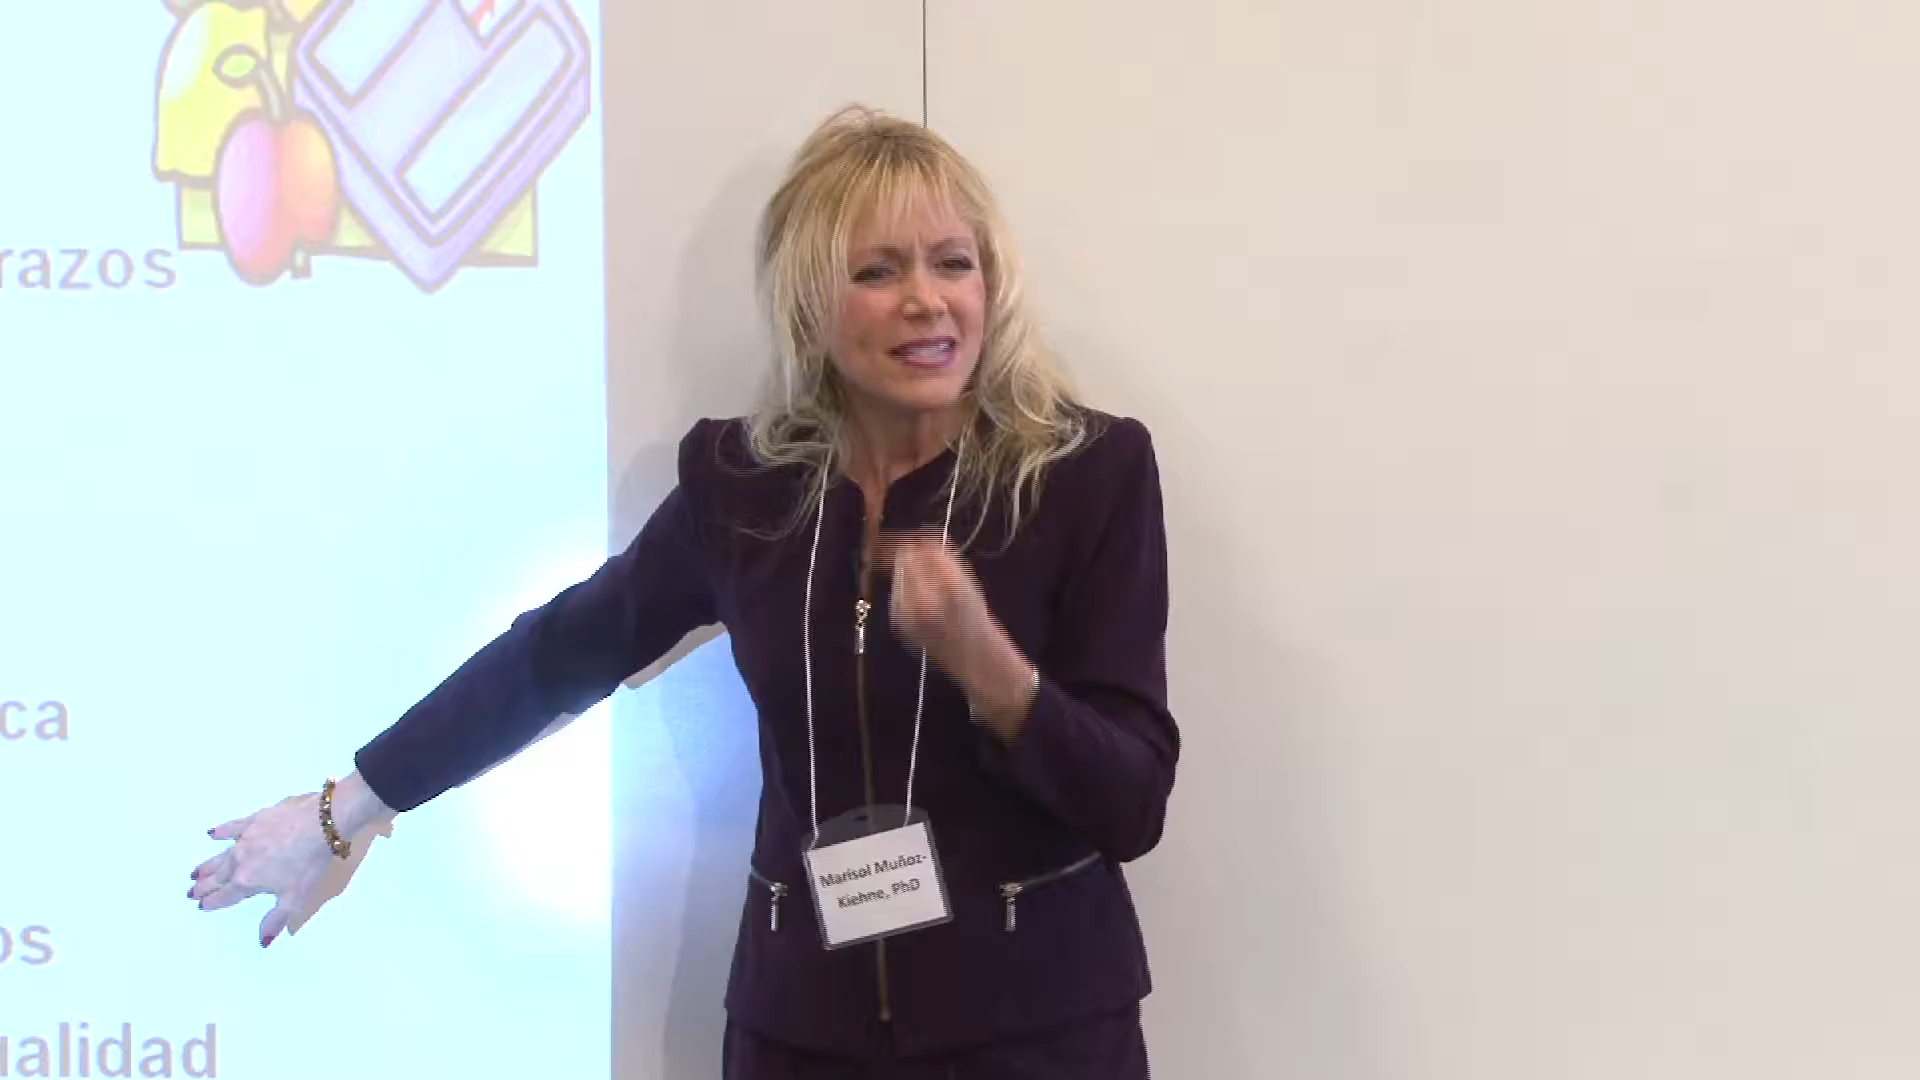 razos
ca
os
ualidad
Marisol Muñoz-
Kiehne, PhD